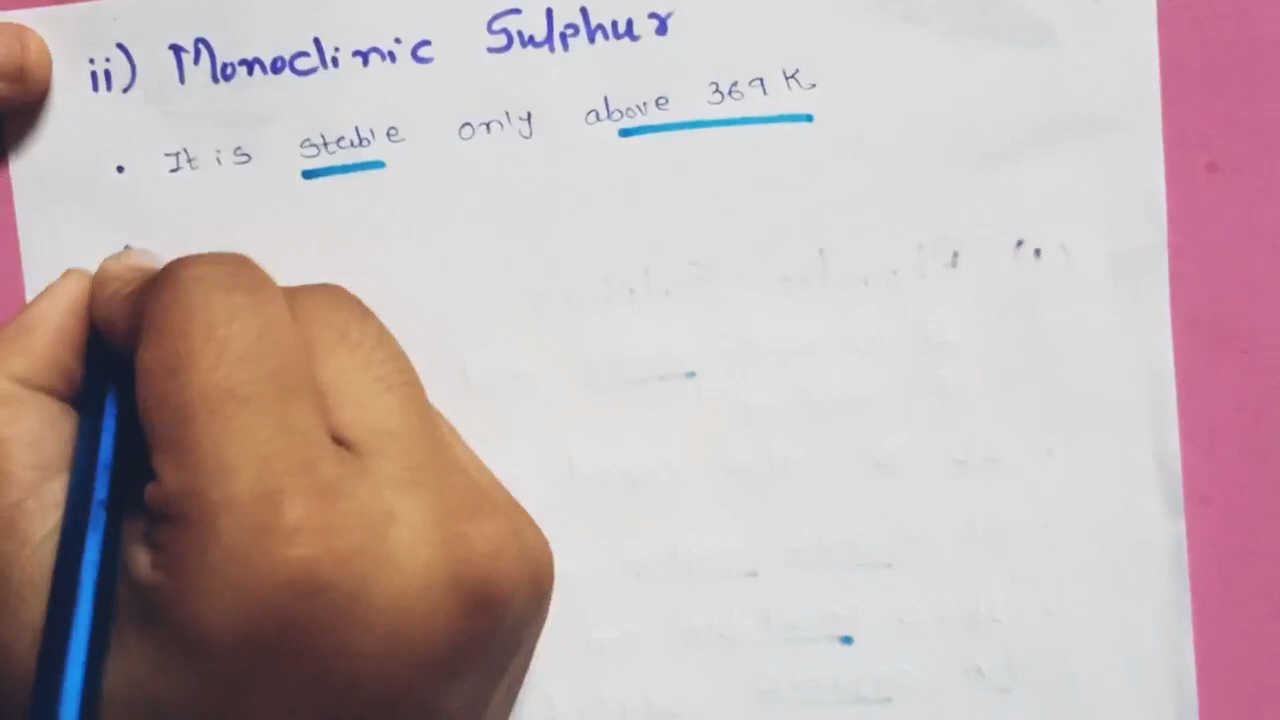 ii) Monoclinic Sulphur
• It is stable only above 369 K